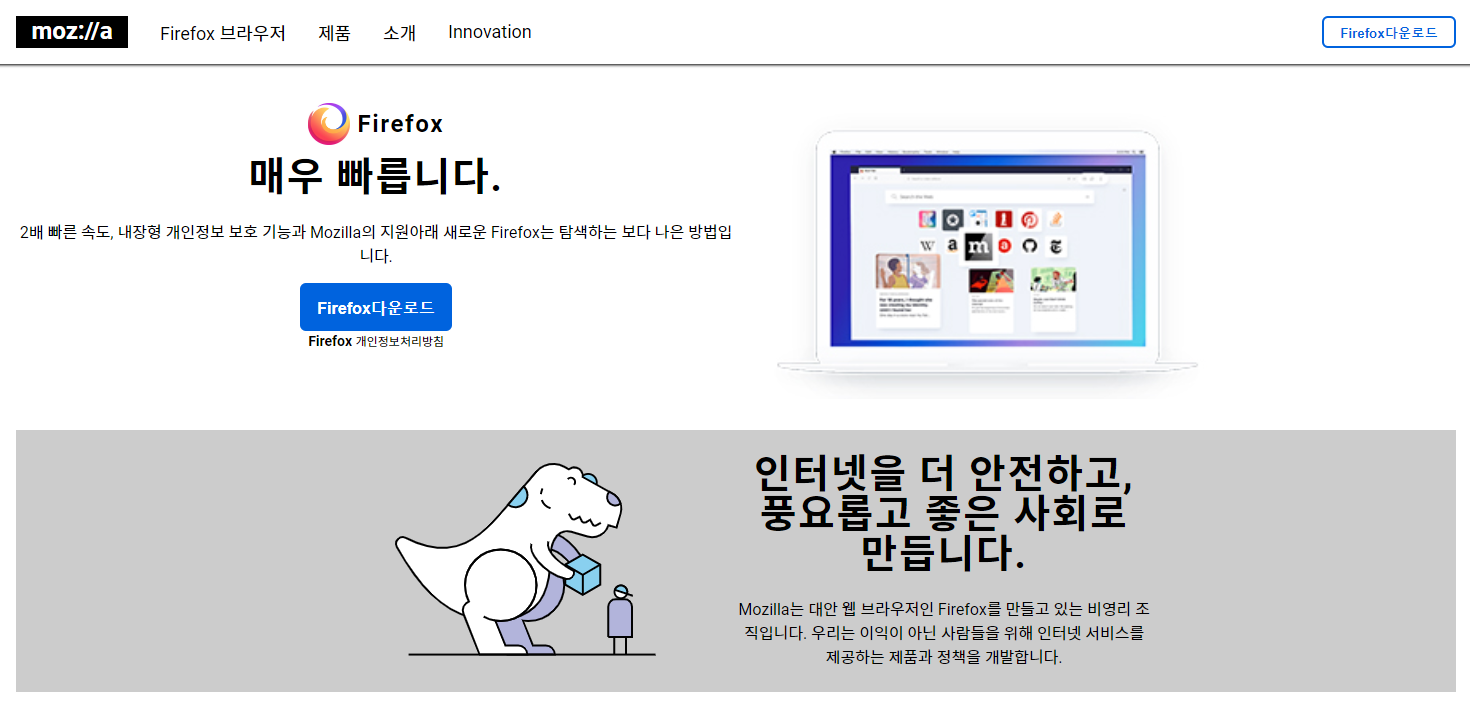 moz://a
Firefox 브라우저
제품
소개
Innovation
Firefox다운로드
Firefox
매우 빠릅니다.
2배 빠른 속도, 내장형 개인정보 보호 기능과 Mozilla의 지원아래 새로운 Firefox는 탐색하는 보다 나은 방법입
니다.
Firefox다운로드
Firefox 개인정보처리방침
Search the Web
인터넷을 더 안전하고,
풍요롭고 좋은 사회로
만듭니다.
Mozilla는 대안 웹 브라우저인 Firefox를 만들고 있는 비영리 조
직입니다. 우리는 이익이 아닌 사람들을 위해 인터넷 서비스를
제공하는 제품과 정책을 개발합니다.